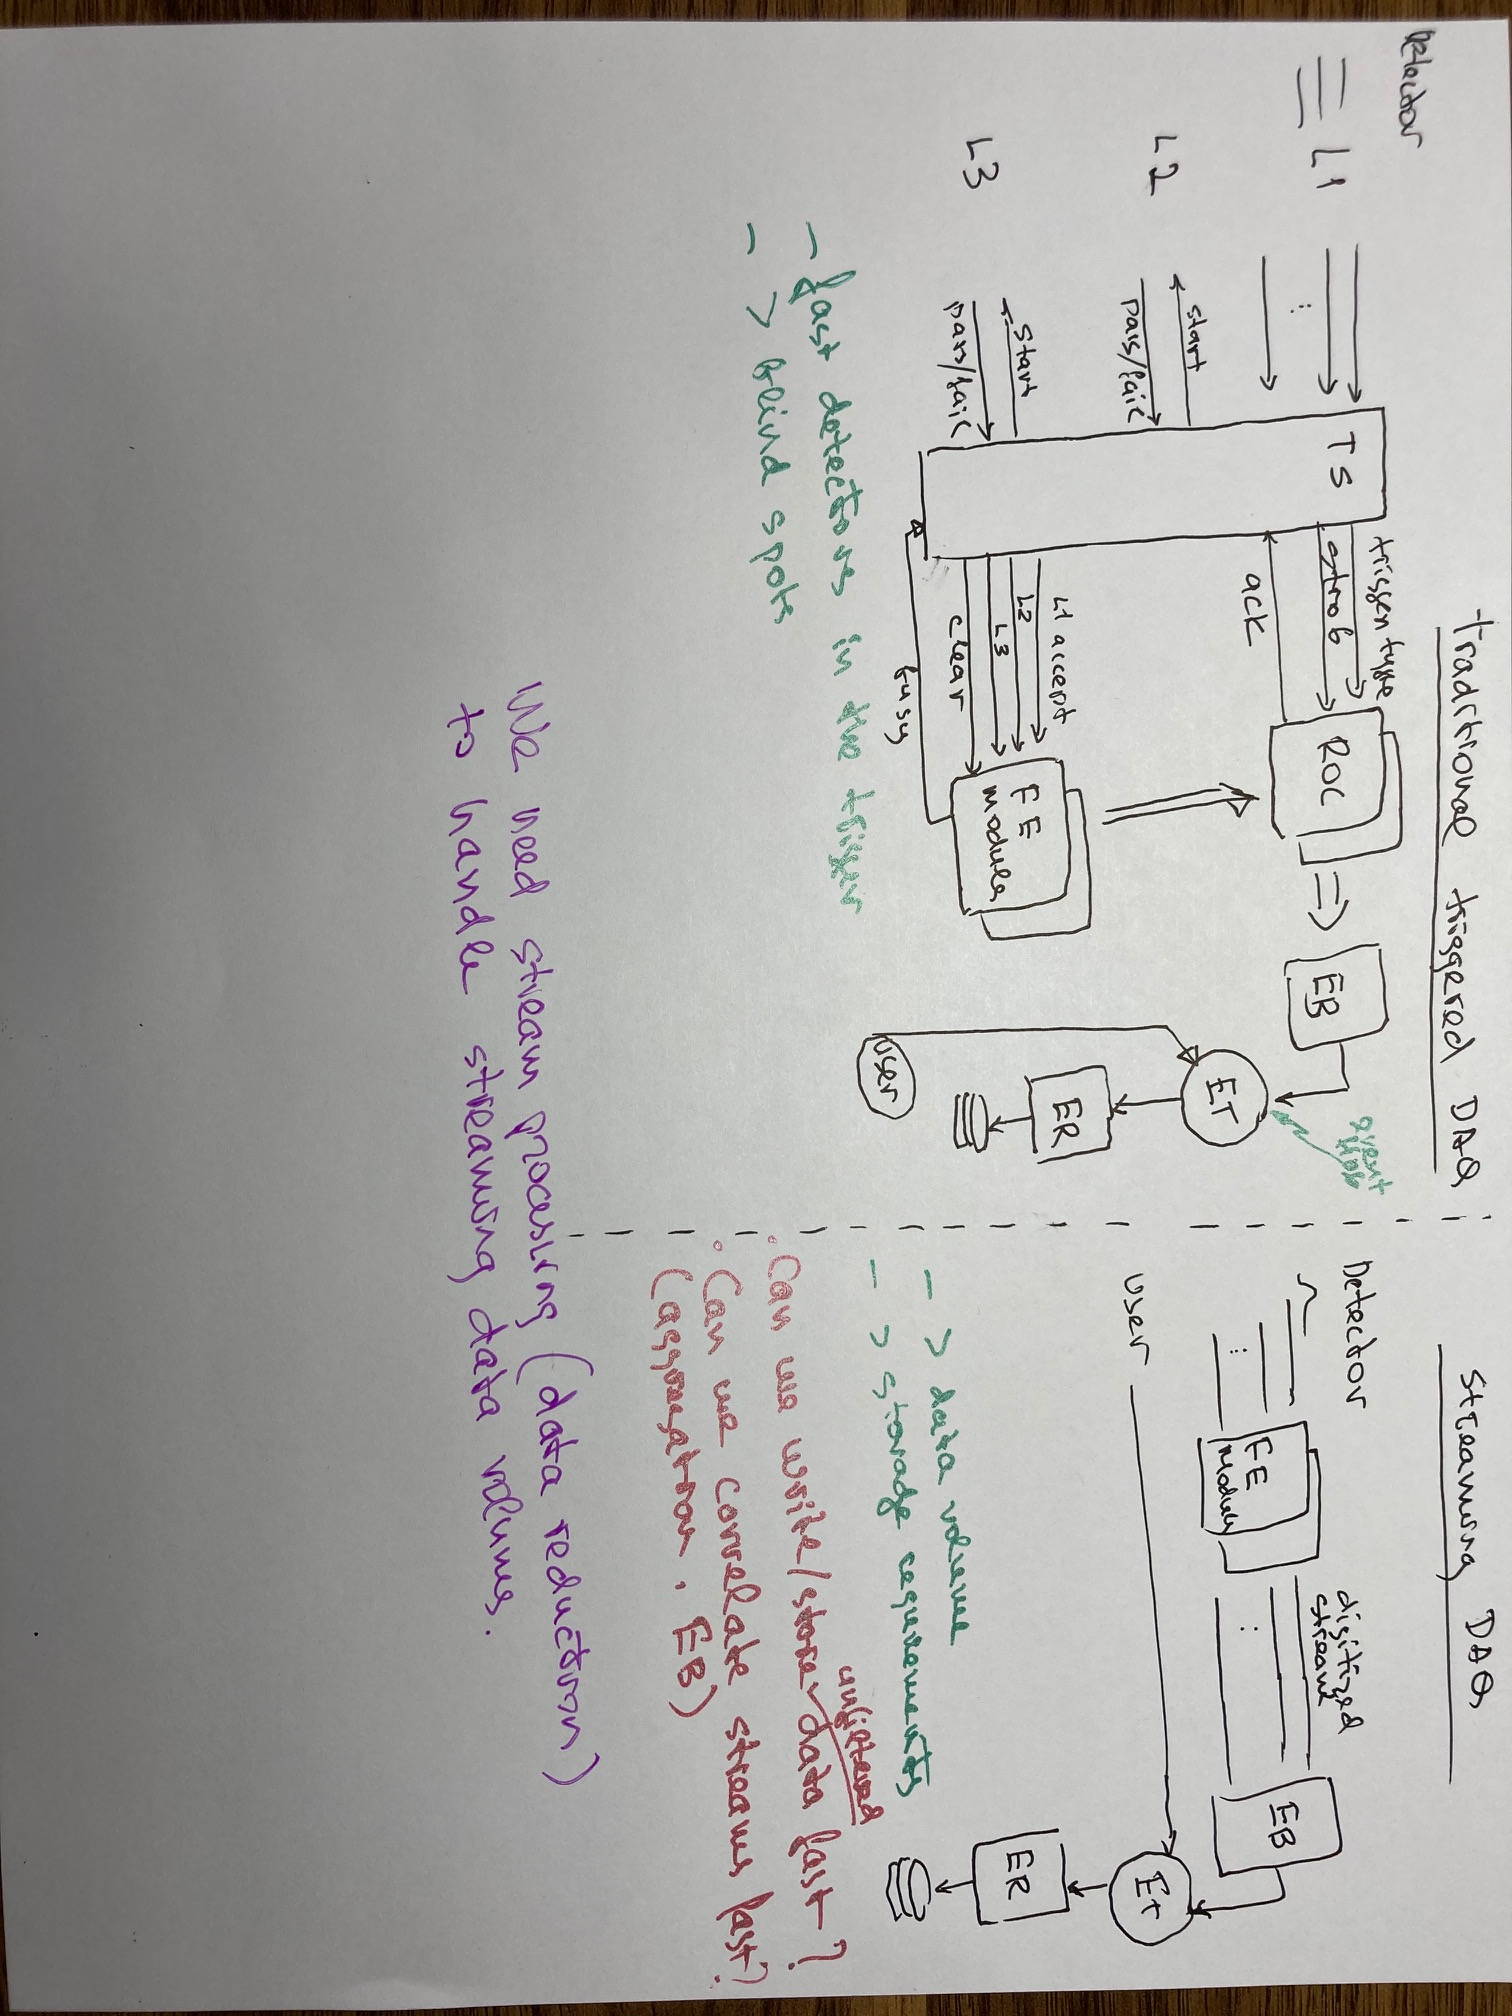 traditional triggered DAQ
Detector
L1
TS
trigger type
strob
ack
ROC
EB
event
L2
start
pass/fail
L1 accept
L2
L3
clear
FE
module
ET
ER
L3
start
pass/fail
busy
user
- fast detectors in the trigger
- > blind spots
streaming DAQ
Detector
FE
module
digitized
stream
EB
user
Et
ER
- > data volume
- > storage requirements
unfiltered
· Can we write/store data fast?
· Can we correlate streams fast?
(aggregation. EB)
We need stream processing (data reduction)
to handle streaming data volumes.